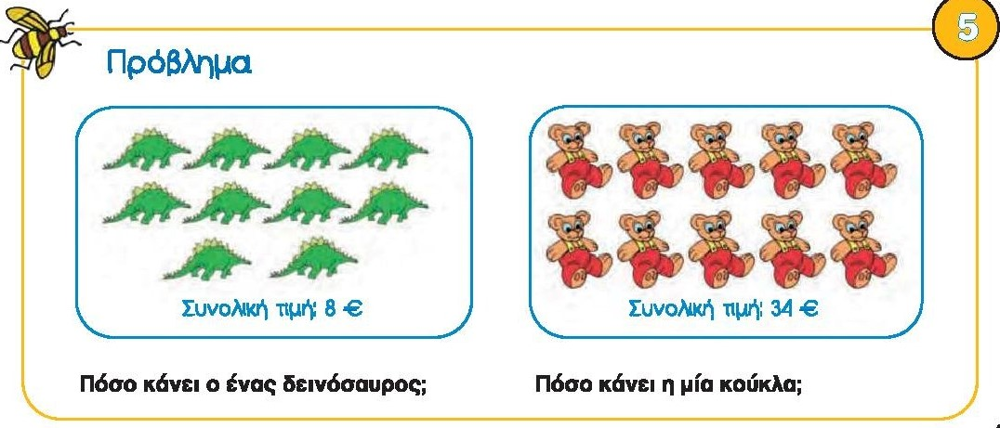 5
Πρόβλημα
Συνολική τιμή: 8 €
Συνολική τιμή: 34 €
Πόσο κάνει ο ένας δεινόσαυρος;
Πόσο κάνει η μία κούκλα;